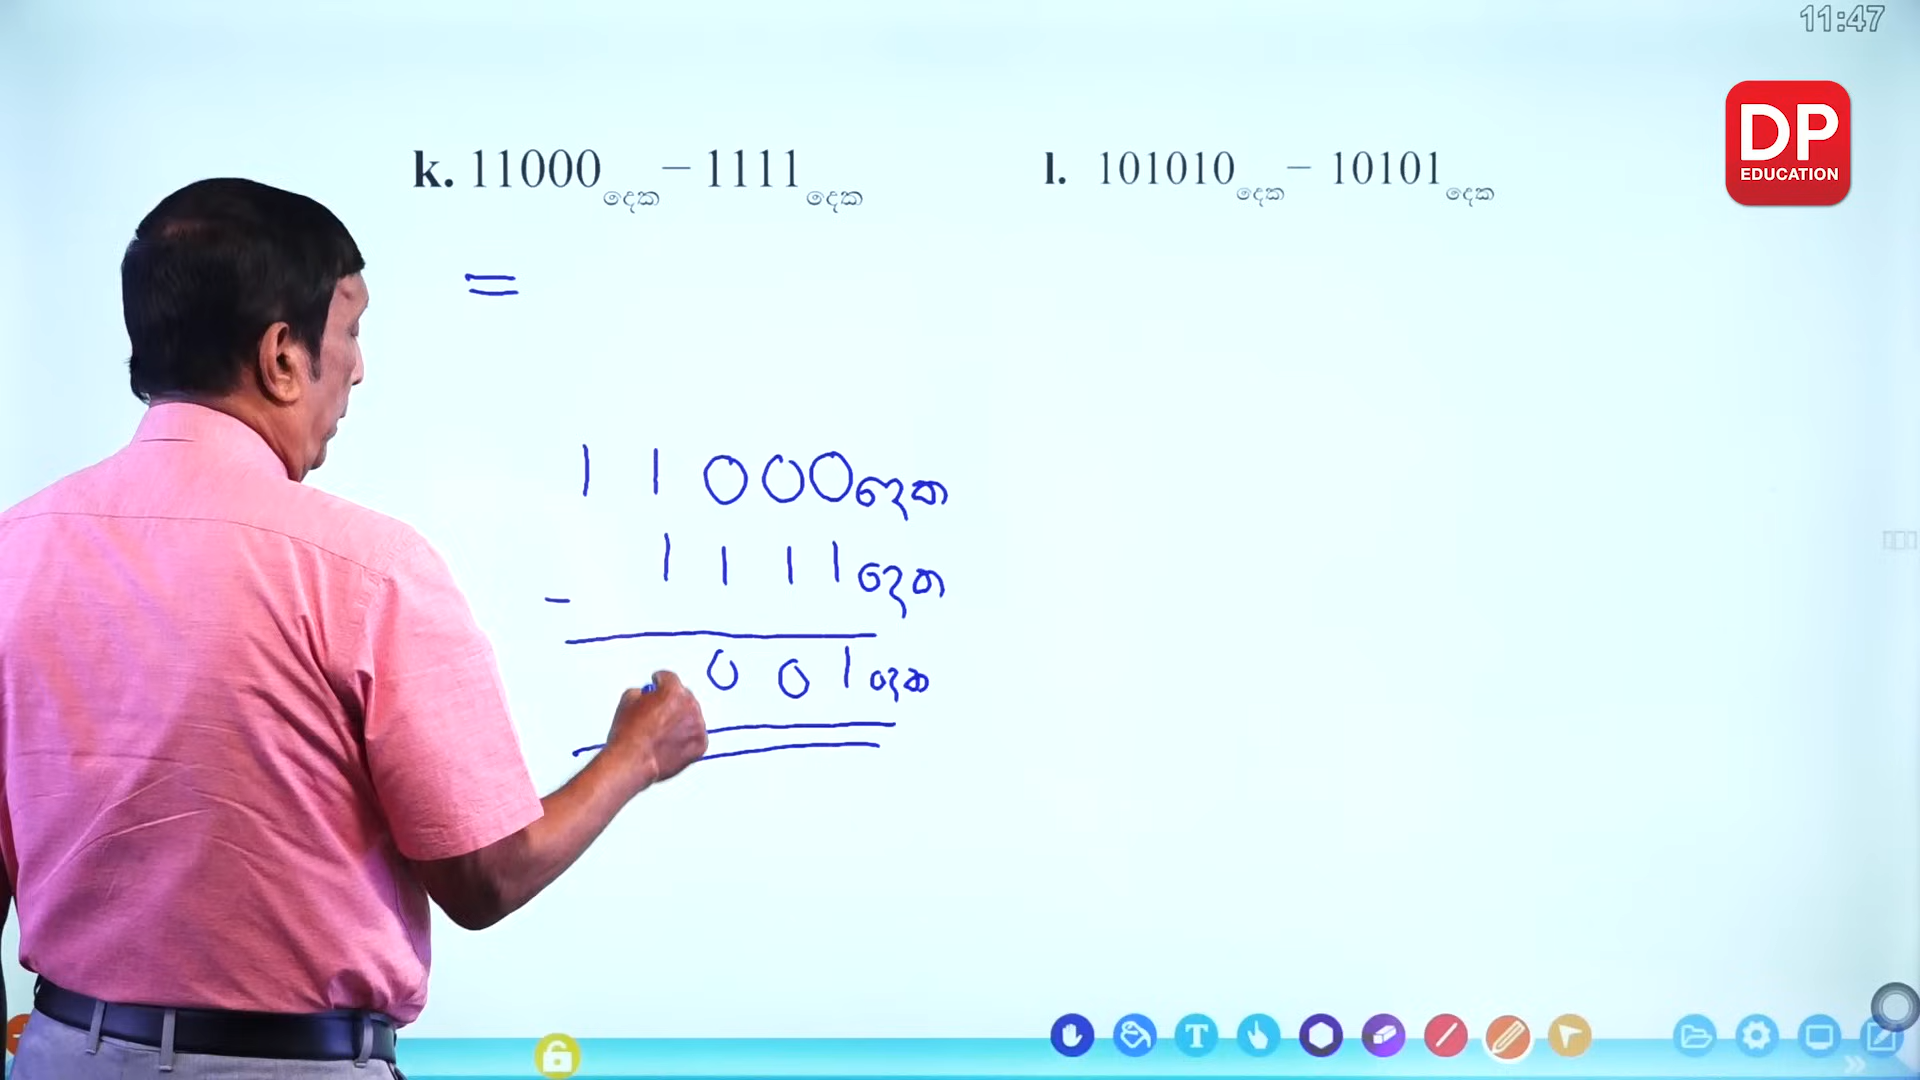 11:47
DP
EDUCATION
k. 11000දෙක – 1111දෙක
l. 101010දෙක – 10101දෙක
=
11000දෙක
1111දෙක
–
001දෙක
T